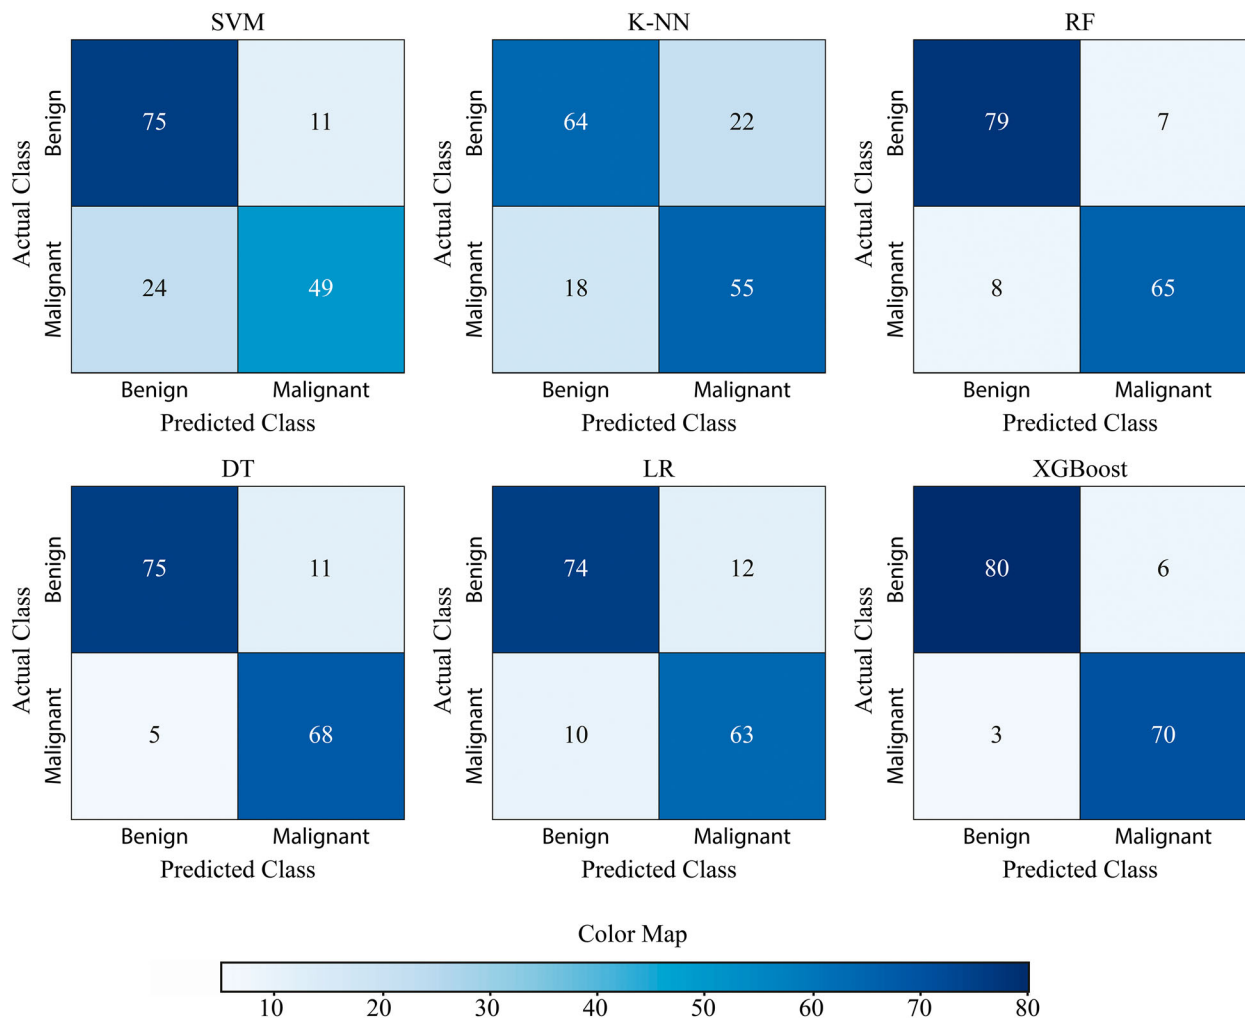 SVM
K-NN
RF
Actual Class
Benign
Malignant
75
11
24
49
Benign
Malignant
Predicted Class
Actual Class
Benign
Malignant
64
22
18
55
Benign
Malignant
Predicted Class
Actual Class
Benign
Malignant
79
7
8
65
Benign
Malignant
Predicted Class
DT
LR
XGBoost
Actual Class
Benign
Malignant
75
11
5
68
Benign
Malignant
Predicted Class
Actual Class
Benign
Malignant
74
12
10
63
Benign
Malignant
Predicted Class
Actual Class
Benign
Malignant
80
6
3
70
Benign
Malignant
Predicted Class
Color Map
10 20 30 40 50 60 70 80